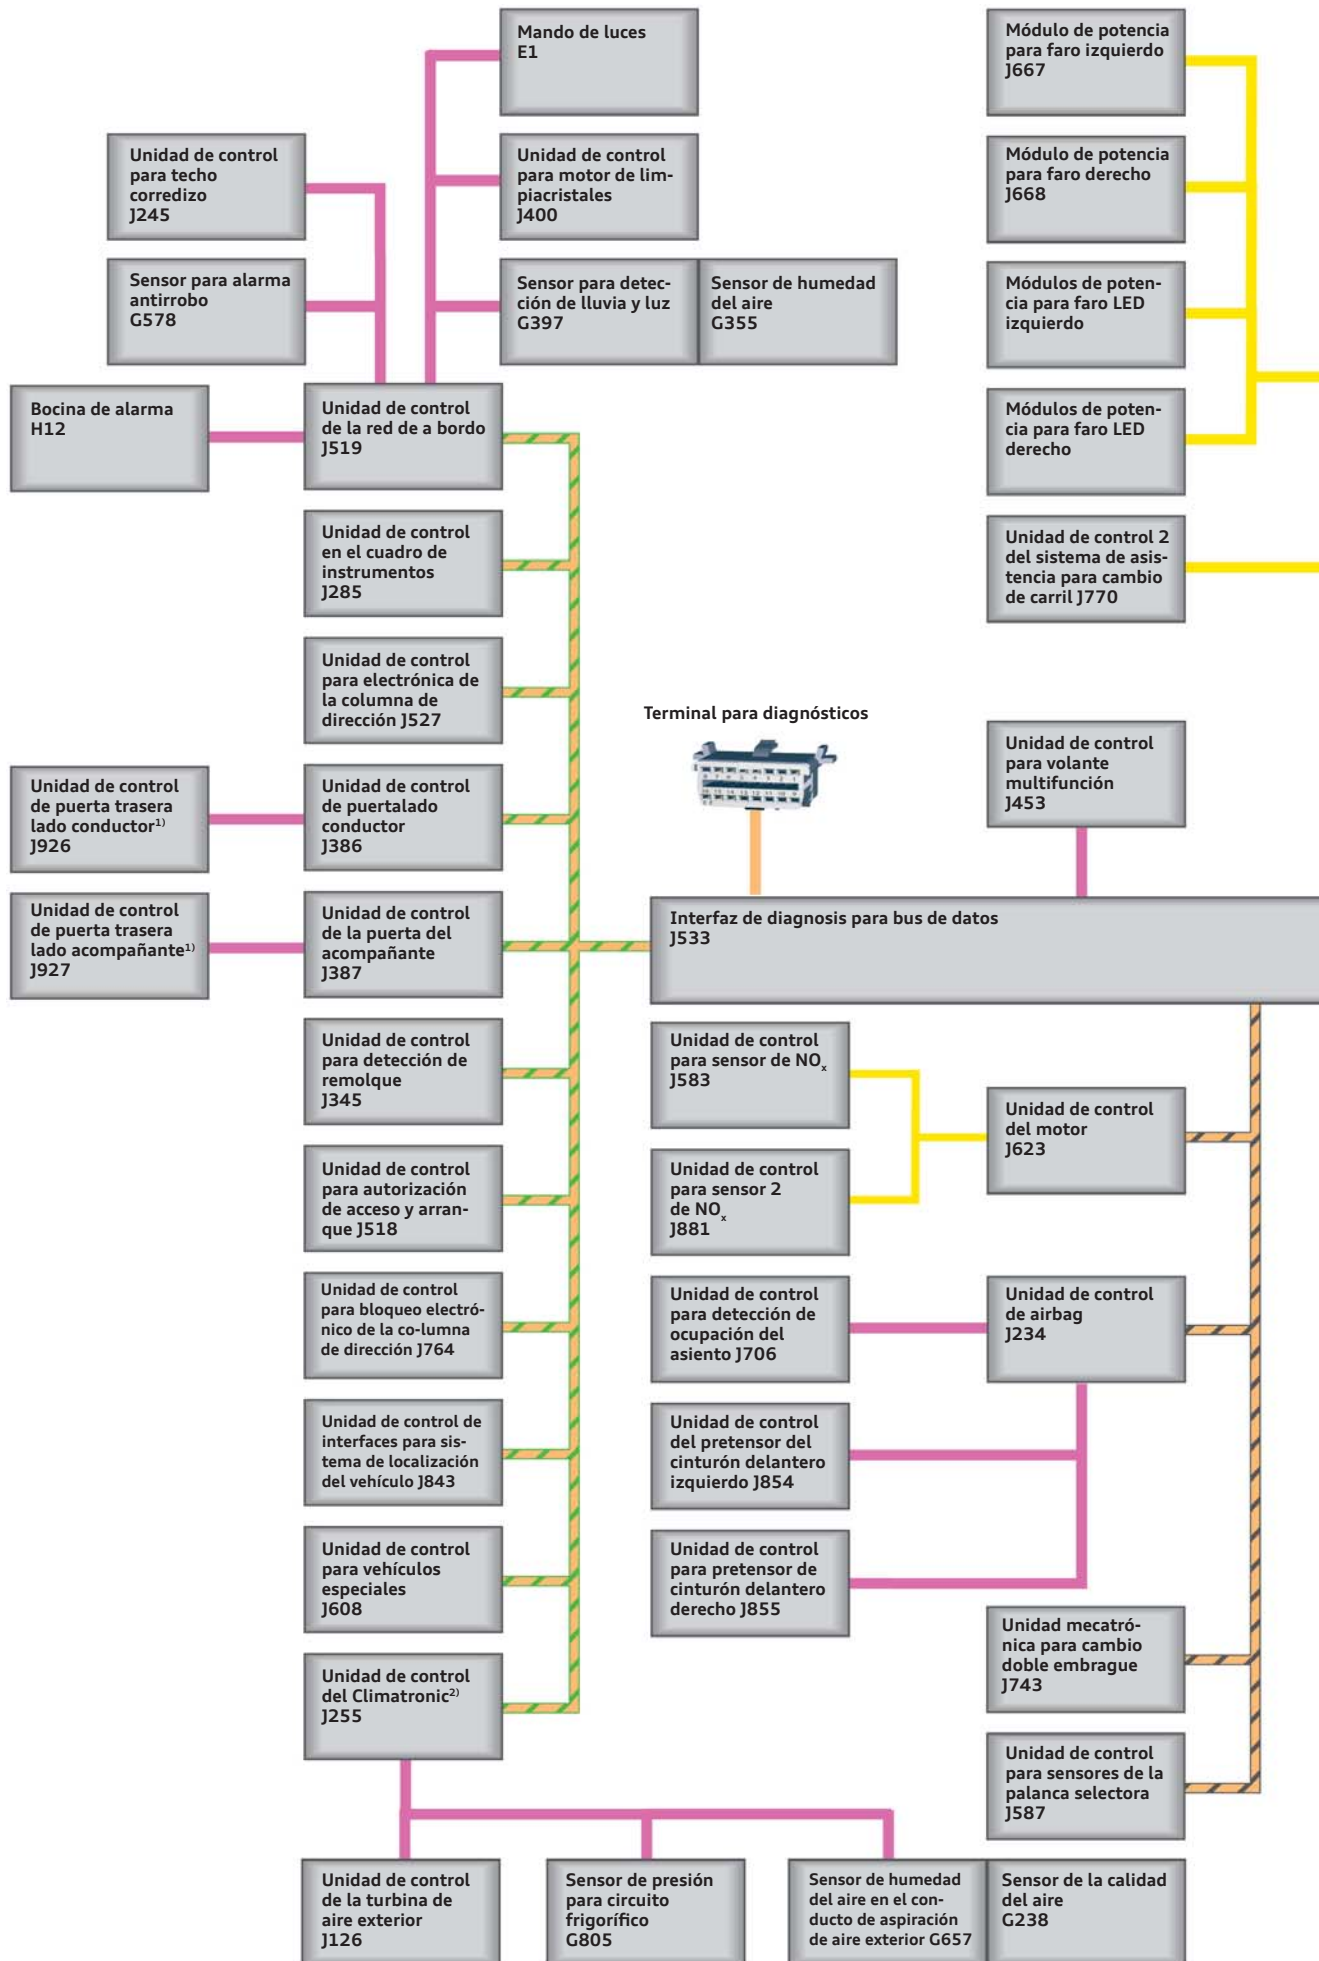 Mando de luces
E1
Módulo de potencia
para faro izquierdo
J667
Unidad de control
para techo
corredizo
J245
Unidad de control
para motor de lim-
piacristales
J400
Módulo de potencia
para faro derecho
J668
Sensor para alarma
antirrobo
G578
Sensor para detec-
ción de lluvia y luz
G397
Sensor de humedad
del aire
G355
Módulos de poten-
cia para faro LED
izquierdo
Bocina de alarma
H12
Unidad de control
de la red de a bordo
J519
Módulos de poten-
cia para faro LED
derecho
Unidad de control
en el cuadro de
instrumentos
J285
Unidad de control 2
del sistema de asis-
tencia para cambio
de carril J770
Unidad de control
para electrónica de
la columna de
dirección J527
Terminal para diagnósticos
Unidad de control
para volante
multifunción
J453
Unidad de control
de puerta trasera
lado conductor1)
J926
Unidad de control
de puertalado
conductor
J386
Unidad de control
de puerta trasera
lado acompañante1)
J927
Unidad de control
de la puerta del
acompañante
J387
Interfaz de diagnosis para bus de datos
J533
Unidad de control
para detección de
remolque
J345
Unidad de control
para sensor de NOx
J583
Unidad de control
del motor
J623
Unidad de control
para autorización
de acceso y arran-
que J518
Unidad de control
para sensor 2
de NOx
J881
Unidad de control
para bloqueo electró-
nico de la co-lumna
de dirección J764
Unidad de control
para detección de
ocupación del
asiento J706
Unidad de control
de airbag
J234
Unidad de control de
interfaces para sis-
tema de localización
del vehículo J843
Unidad de control
del pretensor del
cinturón delantero
izquierdo J854
Unidad de control
para vehículos
especiales
J608
Unidad de control
para pretensor de
cinturón delantero
derecho J855
Unidad mecatró-
nica para cambio
doble embrague
J743
Unidad de control
del Climatronic2)
J255
Unidad de control
para sensores de la
palanca selectora
J587
Unidad de control
de la turbina de
aire exterior
J126
Sensor de presión
para circuito
frigorífico
G805
Sensor de humedad
del aire en el con-
ducto de aspiración
de aire exterior G657
Sensor de la calidad
del aire
G238